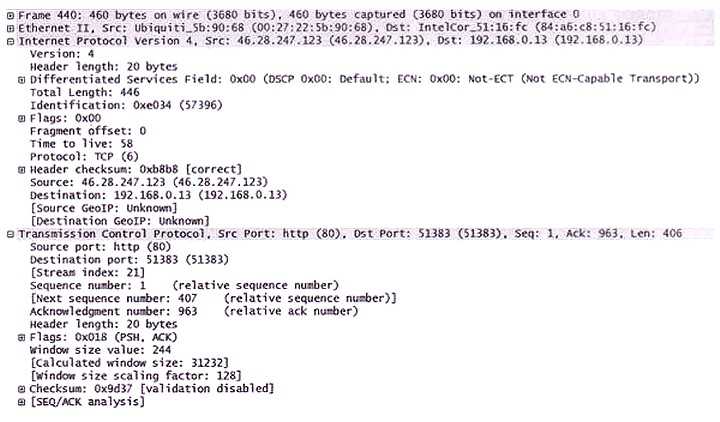 Frame 440: 460 bytes on wire (3680 bits), 460 bytes captured (3680 bits) on interface 0
Ethernet II, Src: Ubiquiti_5b:90:68 (00:27:22:5b:90:68), Dst: IntelCor_51:16:fc (84:a6:c8:51:16:fc)
Internet Protocol Version 4, Src: 46.28.247.123 (46.28.247.123), Dst: 192.168.0.13 (192.168.0.13)
Version: 4
Header length: 20 bytes
Differentiated Services Field: 0x00 (DSCP 0x00: Default; ECN: 0x00: Not-ECT (Not ECN-Capable Transport))
Total Length: 446
Identification: 0xe034 (57396)
Flags: 0x00
Fragment offset: 0
Time to live: 58
Protocol: TCP (6)
Header checksum: 0xb8b8 [correct]
Source: 46.28.247.123 (46.28.247.123)
Destination: 192.168.0.13 (192.168.0.13)
[Source GeoIP: Unknown]
[Destination GeoIP: Unknown]
Transmission Control Protocol, Src Port: http (80), Dst Port: 51383 (51383), Seq: 1, Ack: 963, Len: 406
Source port: http (80)
Destination port: 51383 (51383)
[Stream index: 21]
Sequence number: 1 (relative sequence number)
[Next sequence number: 407 (relative sequence number)]
Acknowledgment number: 963 (relative ack number)
Header length: 20 bytes
Flags: 0x018 (PSH, ACK)
Window size value: 244
[Calculated window size: 31232]
[Window size scaling factor: 128]
Checksum: 0x9d37 [validation disabled]
[SEQ/ACK analysis]